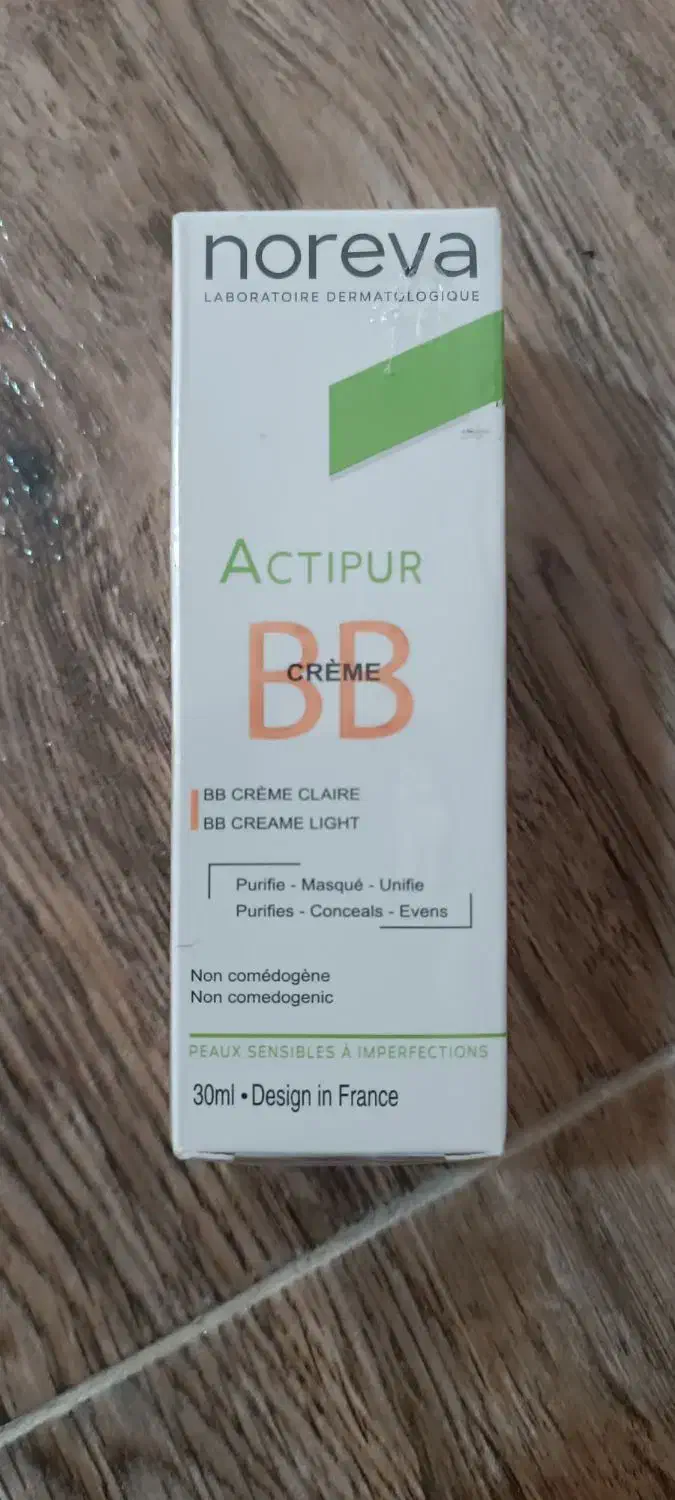 noreva
LABORATOIRE DERMATOLOGIQUE
ACTIPUR
BB
CRÈME
BB CRÈME CLAIRE
BB CREAME LIGHT
Purifie - Masqué - Unifie
Purifies - Conceals - Evens
Non comédogène
Non comedogenic
PEAUX SENSIBLES À IMPERFECTIONS
30ml • Design in France